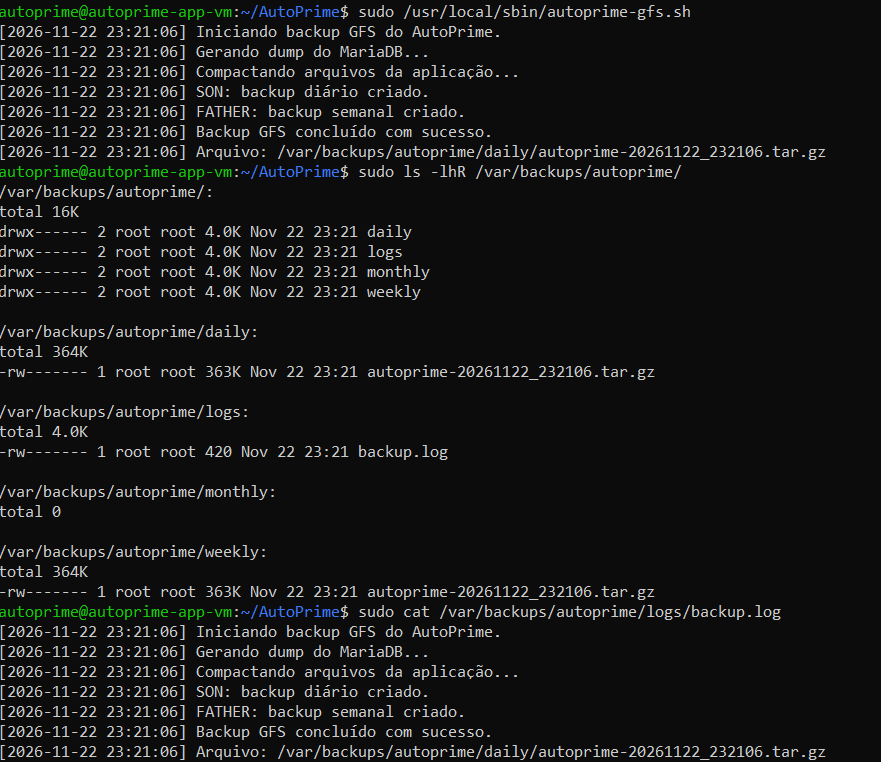 autoprime@autoprime-app-vm:~/AutoPrime$ sudo /usr/local/sbin/autoprime-gfs.sh
[2026-11-22 23:21:06] Iniciando backup GFS do AutoPrime.
[2026-11-22 23:21:06] Gerando dump do MariaDB...
[2026-11-22 23:21:06] Compactando arquivos da aplicação...
[2026-11-22 23:21:06] SON: backup diário criado.
[2026-11-22 23:21:06] FATHER: backup semanal criado.
[2026-11-22 23:21:06] Backup GFS concluído com sucesso.
[2026-11-22 23:21:06] Arquivo: /var/backups/autoprime/daily/autoprime-20261122_232106.tar.gz
autoprime@autoprime-app-vm:~/AutoPrime$ sudo ls -lhR /var/backups/autoprime/
/var/backups/autoprime/:
total 16K
drwx------ 2 root root 4.0K Nov 22 23:21 daily
drwx------ 2 root root 4.0K Nov 22 23:21 logs
drwx------ 2 root root 4.0K Nov 22 23:21 monthly
drwx------ 2 root root 4.0K Nov 22 23:21 weekly

/var/backups/autoprime/daily:
total 364K
-rw------- 1 root root 363K Nov 22 23:21 autoprime-20261122_232106.tar.gz

/var/backups/autoprime/logs:
total 4.0K
-rw------- 1 root root 420 Nov 22 23:21 backup.log

/var/backups/autoprime/monthly:
total 0

/var/backups/autoprime/weekly:
total 364K
-rw------- 1 root root 363K Nov 22 23:21 autoprime-20261122_232106.tar.gz
autoprime@autoprime-app-vm:~/AutoPrime$ sudo cat /var/backups/autoprime/logs/backup.log
[2026-11-22 23:21:06] Iniciando backup GFS do AutoPrime.
[2026-11-22 23:21:06] Gerando dump do MariaDB...
[2026-11-22 23:21:06] Compactando arquivos da aplicação...
[2026-11-22 23:21:06] SON: backup diário criado.
[2026-11-22 23:21:06] FATHER: backup semanal criado.
[2026-11-22 23:21:06] Backup GFS concluído com sucesso.
[2026-11-22 23:21:06] Arquivo: /var/backups/autoprime/daily/autoprime-20261122_232106.tar.gz